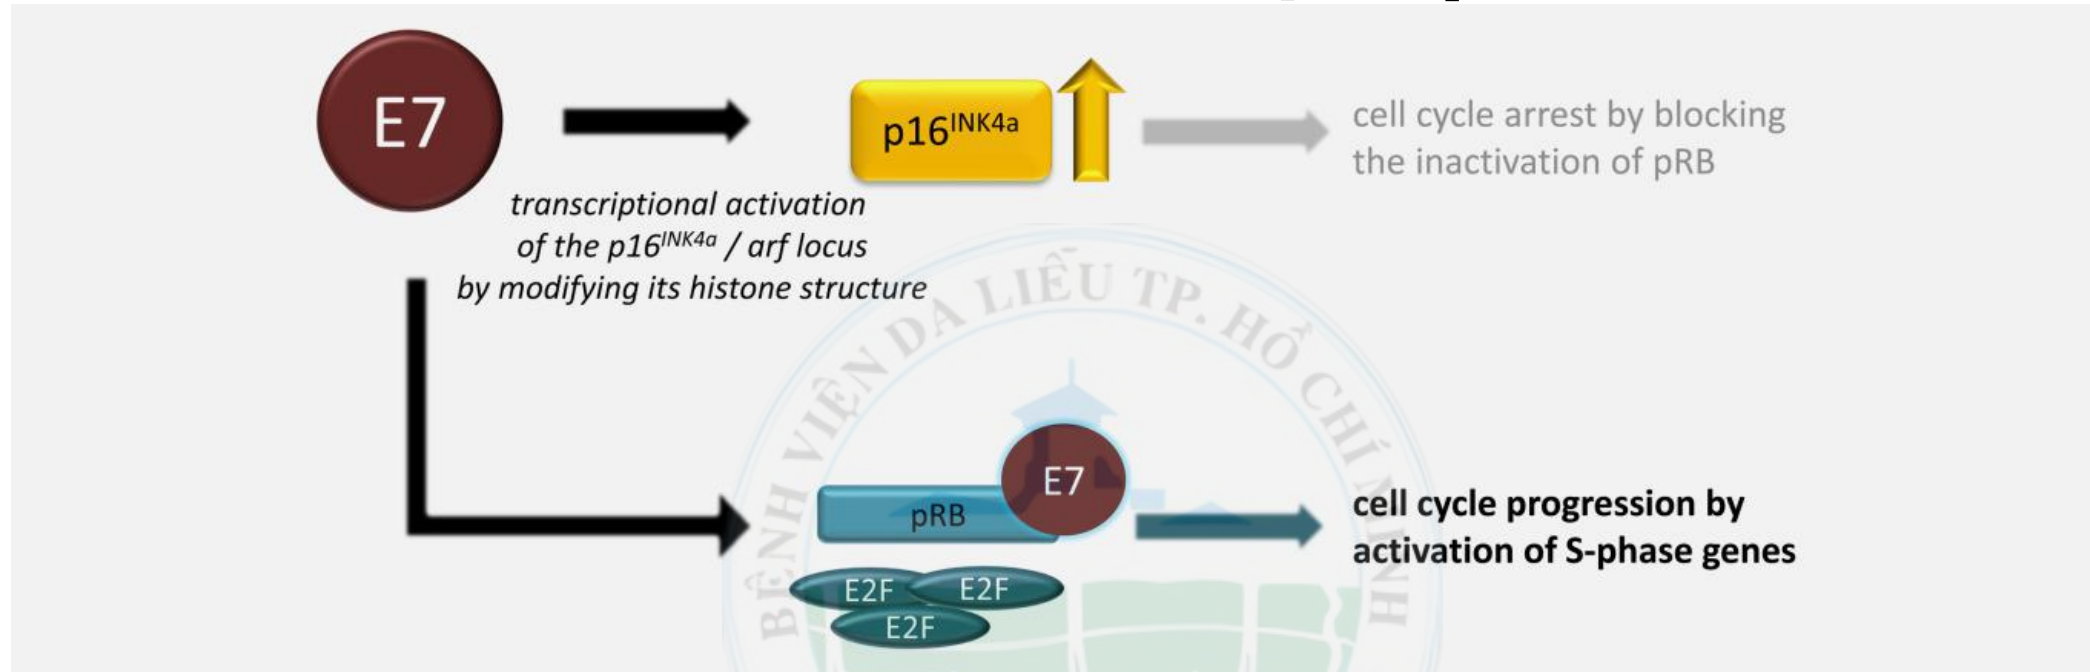 E7
p16INK4a
cell cycle arrest by blocking
the inactivation of pRB
transcriptional activation
of the p16INK4a / arf locus
by modifying its histone structure
BỆNH VIỆN DA LIỄU TP. HỒ CHÍ MINH
E7
pRB
cell cycle progression by
activation of S-phase genes
E2F
E2F
E2F